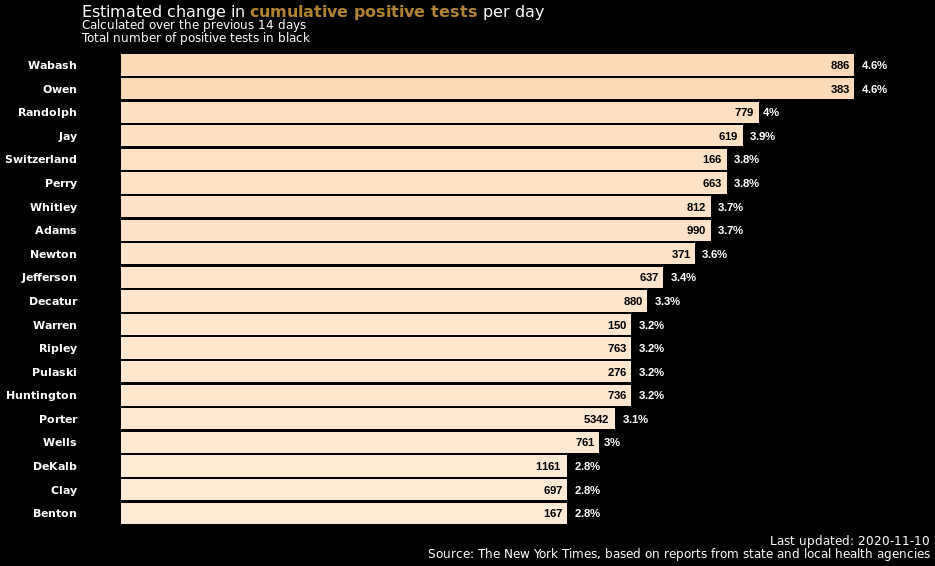 Estimated change in cumulative positive tests per day
Calculated over the previous 14 days
Total number of positive tests in black
Wabash 886 4.6%
Owen 383 4.6%
Randolph 779 4%
Jay 619 3.9%
Switzerland 166 3.8%
Perry 663 3.8%
Whitley 812 3.7%
Adams 990 3.7%
Newton 371 3.6%
Jefferson 637 3.4%
Decatur 880 3.3%
Warren 150 3.2%
Ripley 763 3.2%
Pulaski 276 3.2%
Huntington 736 3.2%
Porter 5342 3.1%
Wells 761 3%
DeKalb 1161 2.8%
Clay 697 2.8%
Benton 167 2.8%
Last updated: 2020-11-10
Source: The New York Times, based on reports from state and local health agencies